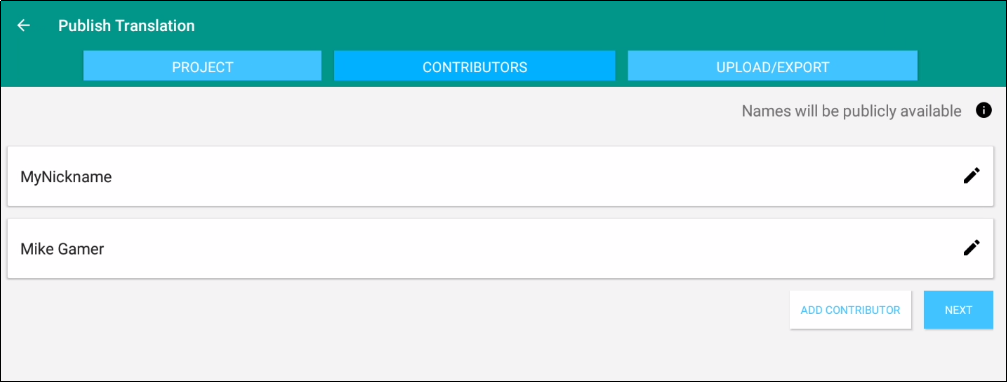 Publish Translation
PROJECT
CONTRIBUTORS
UPLOAD/EXPORT
Names will be publicly available
MyNickname
Mike Gamer
ADD CONTRIBUTOR
NEXT